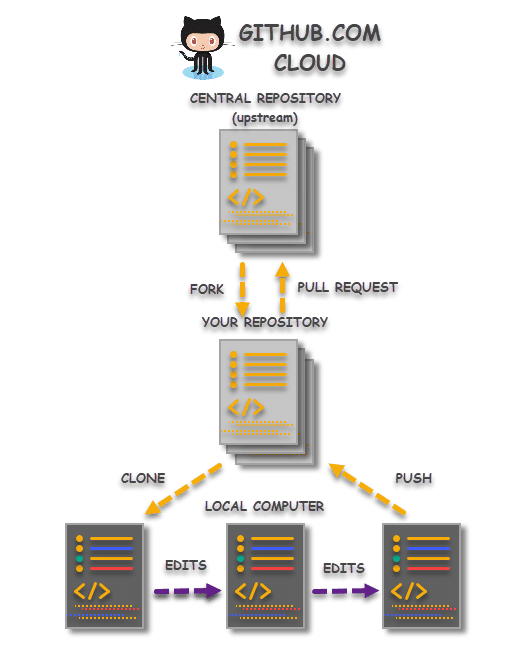 GITHUB.COM
CLOUD
CENTRAL REPOSITORY
(upstream)
</>
FORK
PULL REQUEST
YOUR REPOSITORY
</>
CLONE
PUSH
LOCAL COMPUTER
EDITS
EDITS
</>
</>
</>